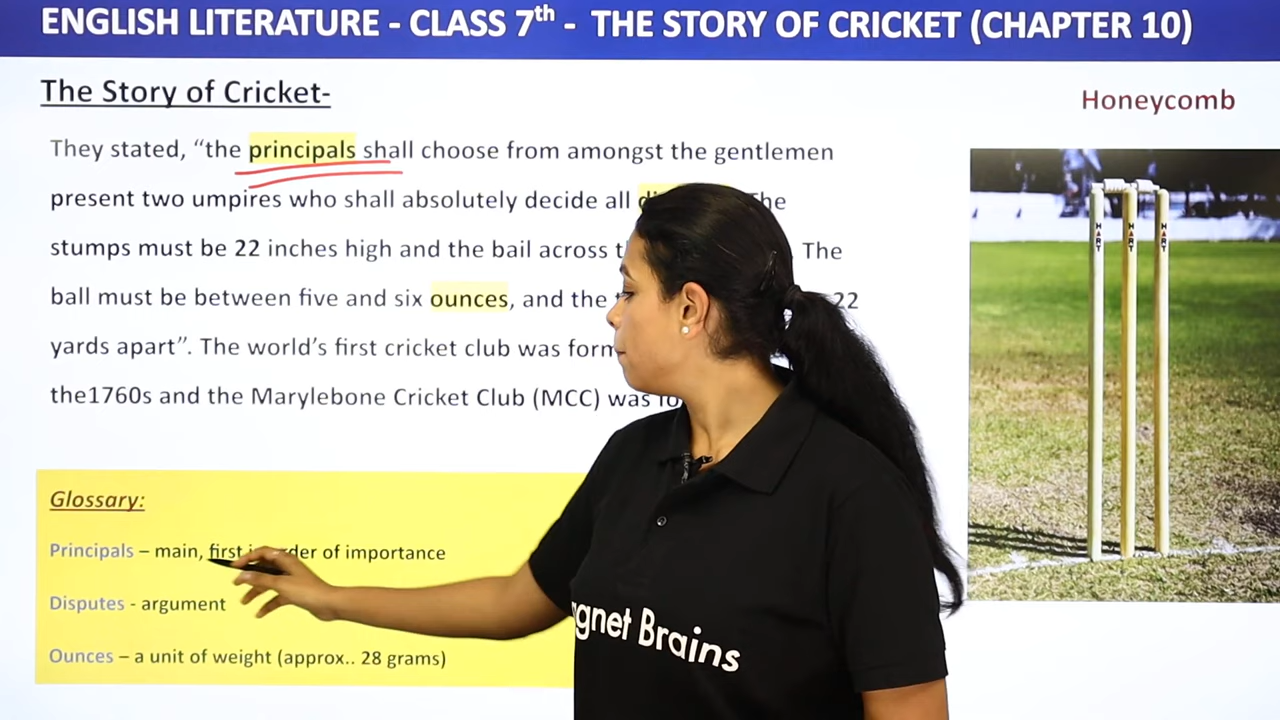 ENGLISH LITERATURE - CLASS 7th - THE STORY OF CRICKET (CHAPTER 10)
The Story of Cricket-
Honeycomb
They stated, “the principals shall choose from amongst the gentlemen
present two umpires who shall absolutely decide all
stumps must be 22 inches high and the bail across The
ball must be between five and six ounces, and the 22
yards apart”. The world’s first cricket club was
the1760s and the Marylebone Cricket Club (MCC) was
Glossary:
Principals – main, first order of importance
Disputes - argument
Ounces – a unit of weight (approx.. 28 grams)
gnet Brains
HART
HART
HART